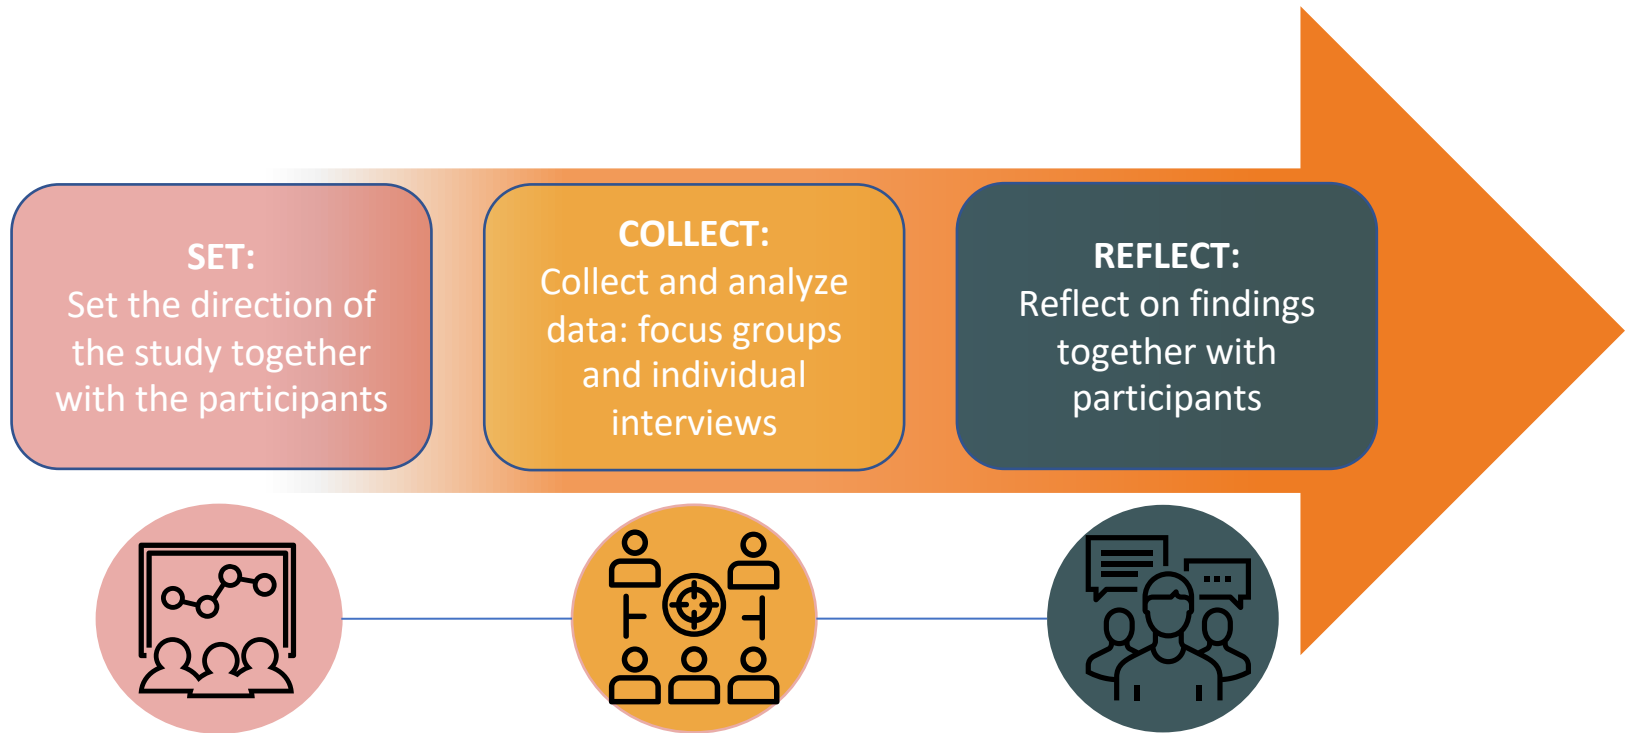 SET:
Set the direction of
the study together
with the participants
COLLECT:
Collect and analyze
data: focus groups
and individual
interviews
REFLECT:
Reflect on findings
together with
participants